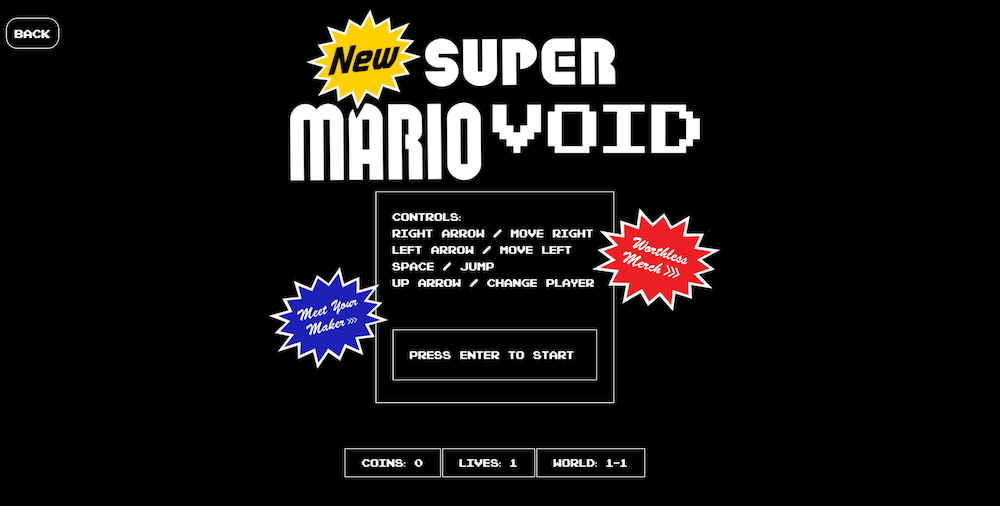 BACK
New SUPER
MARIO VOID
CONTROLS:
RIGHT ARROW / MOVE RIGHT
LEFT ARROW / MOVE LEFT
SPACE / JUMP
UP ARROW / CHANGE PLAYER
Worthless
Merch >>>
Meet Your
Maker >>>
PRESS ENTER TO START
COINS: 0
LIVES: 1
WORLD: 1-1